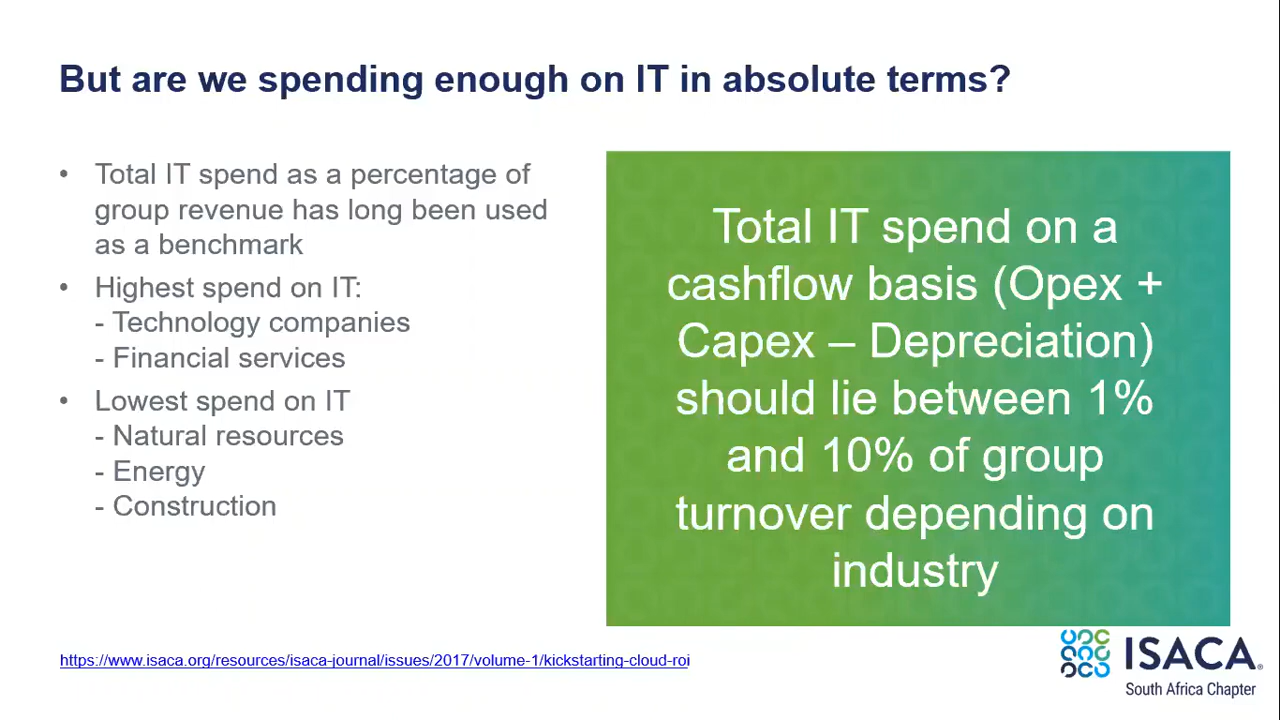 But are we spending enough on IT in absolute terms?
• Total IT spend as a percentage of
group revenue has long been used
as a benchmark
• Highest spend on IT:
- Technology companies
- Financial services
• Lowest spend on IT
- Natural resources
- Energy
- Construction
Total IT spend on a
cashflow basis (Opex +
Capex – Depreciation)
should lie between 1%
and 10% of group
turnover depending on
industry
https://www.isaca.org/resources/isaca-journal/issues/2017/volume-1/kickstarting-cloud-roi
ISACA®
South Africa Chapter